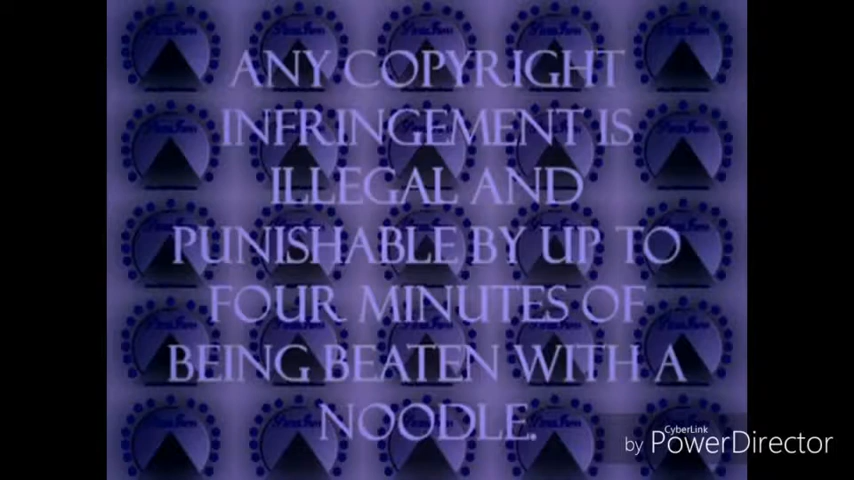 ANY COPYRIGHT
INFRINGEMENT IS
ILLEGAL AND
PUNISHABLE BY UP TO
FOUR MINUTES OF
BEING BEATEN WITH A
NOODLE.
CyberLink
by PowerDirector